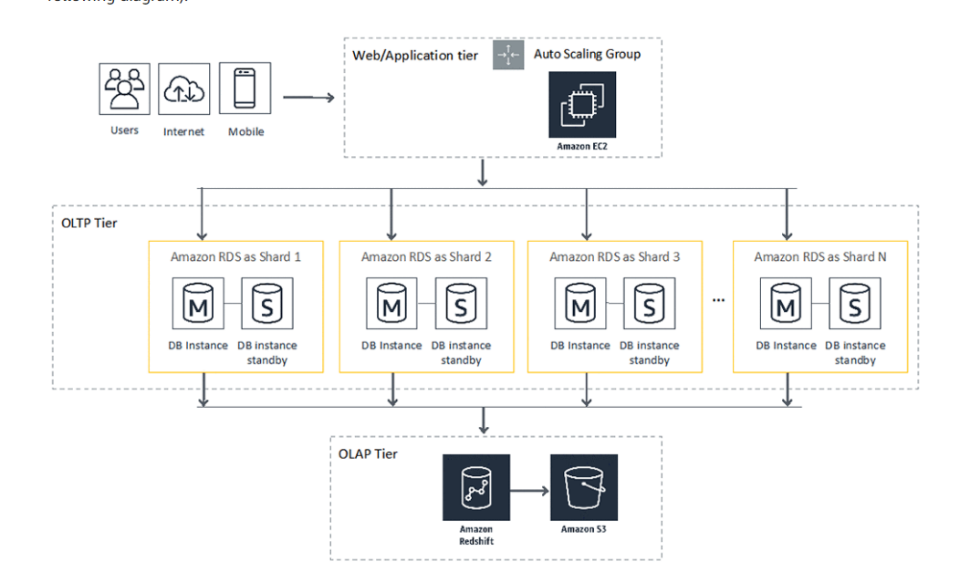 following diagram).
Web/Application tier
Auto Scaling Group
Users
Internet
Mobile
Amazon EC2
OLTP Tier
Amazon RDS as Shard 1
Amazon RDS as Shard 2
Amazon RDS as Shard 3
Amazon RDS as Shard N
M
S
M
S
M
S
...
M
S
DB Instance
DB instance
standby
DB Instance
DB instance
standby
DB Instance
DB instance
standby
DB Instance
DB instance
standby
OLAP Tier
Amazon
Redshift
Amazon S3